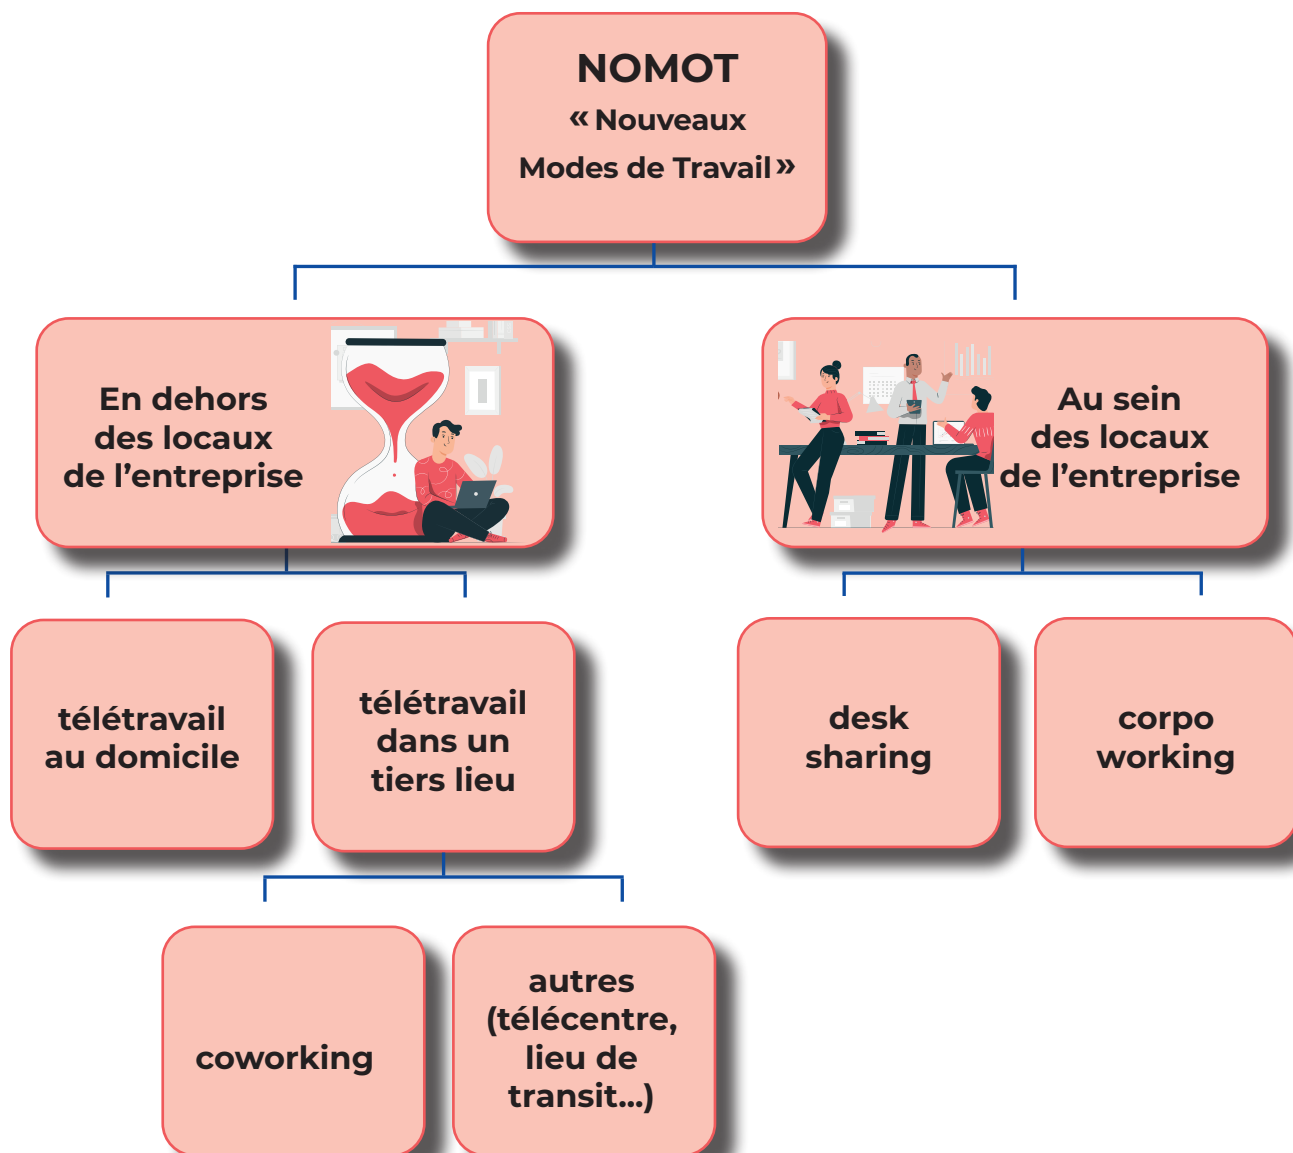 NOMOT
« Nouveaux
Modes de Travail »
En dehors
des locaux
de l’entreprise
Au sein
des locaux
de l’entreprise
télétravail
au domicile
télétravail
dans un
tiers lieu
desk
sharing
corpo
working
coworking
autres
(télécentre,
lieu de
transit...)